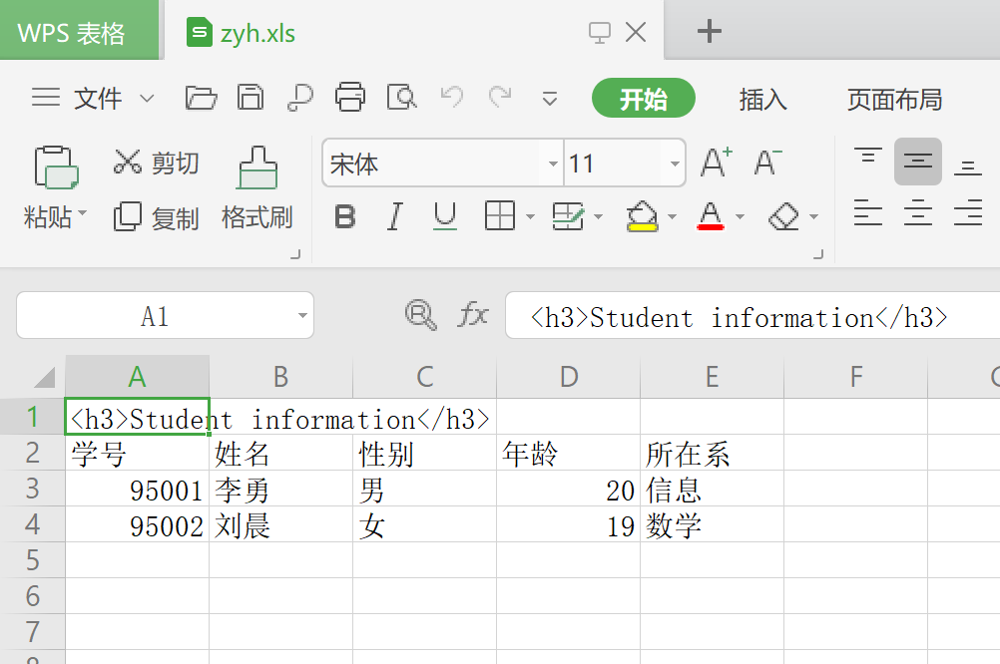 WPS 表格 zyh.xls
文件 开始 插入 页面布局
剪切 宋体 11 A+ A-
粘贴 复制 格式刷 B I U A
A1 fx <h3>Student information</h3>
A B C D E F
1 <h3>Student information</h3>
2 学号 姓名 性别 年龄 所在系
3 95001 李勇 男 20 信息
4 95002 刘晨 女 19 数学
5
6
7